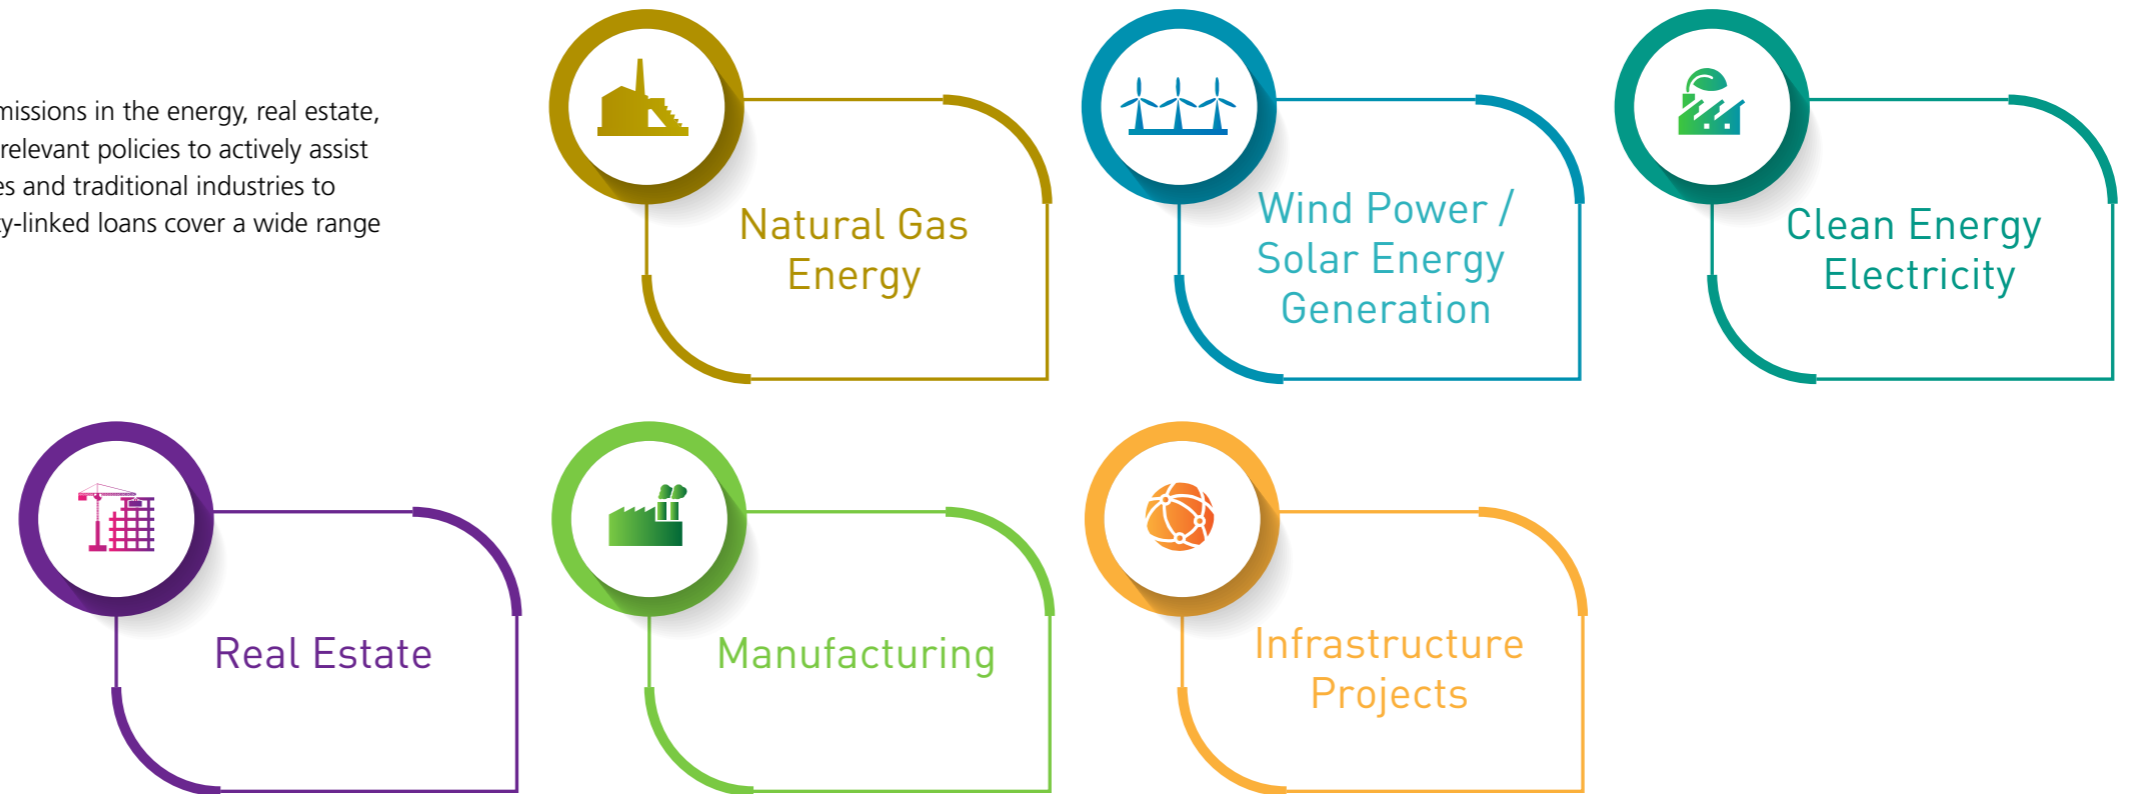 missions in the energy, real estate,
relevant policies to actively assist
es and traditional industries to
ty-linked loans cover a wide range
Natural Gas
Energy
Wind Power /
Solar Energy
Generation
Clean Energy
Electricity
Real Estate
Manufacturing
Infrastructure
Projects